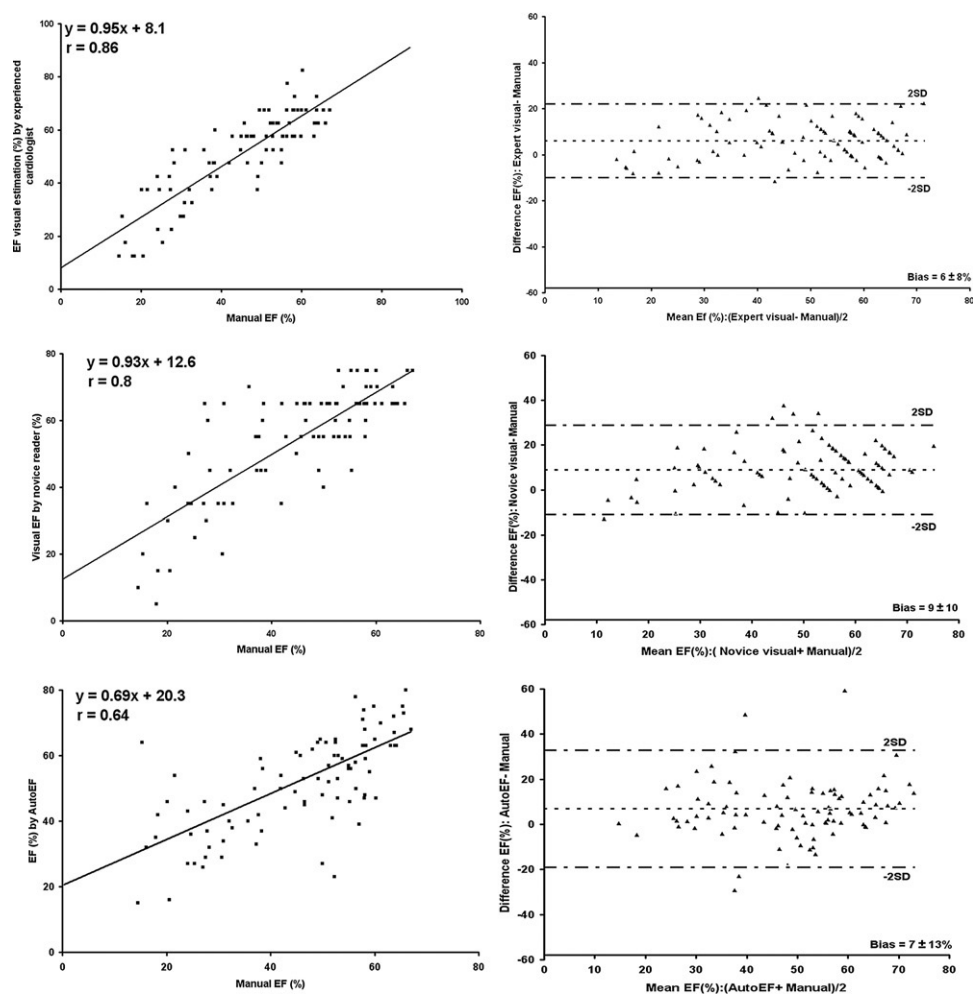 y = 0.95x + 8.1
r = 0.86
EF visual estimation (%) by experienced
cardiologist
100
80
60
40
20
0
0 20 40 60 80 100
Manual EF (%)
Difference EF(%): Expert visual- Manual
60
40
20
0
-20
-40
-60
2SD
-2SD
Bias = 6 ± 8%
0 10 20 30 40 50 60 70 80
Mean Ef (%):(Expert visual- Manual)/2
y = 0.93x + 12.6
r = 0.8
Visual EF by novice reader (%)
80
60
40
20
0
0 20 40 60 80
Manual EF (%)
Difference EF(%): Novice visual- Manual
60
40
20
0
-20
-40
-60
2SD
-2SD
Bias = 9 ± 10
0 10 20 30 40 50 60 70 80
Mean EF(%):( Novice visual+ Manual)/2
y = 0.69x + 20.3
r = 0.64
EF (%) by AutoEF
80
60
40
20
0
0 20 40 60 80
Manual EF (%)
Difference EF(%): AutoEF- Manual
60
40
20
0
-20
-40
-60
2SD
-2SD
Bias = 7 ± 13%
0 10 20 30 40 50 60 70 80
Mean EF(%):(AutoEF+ Manual)/2